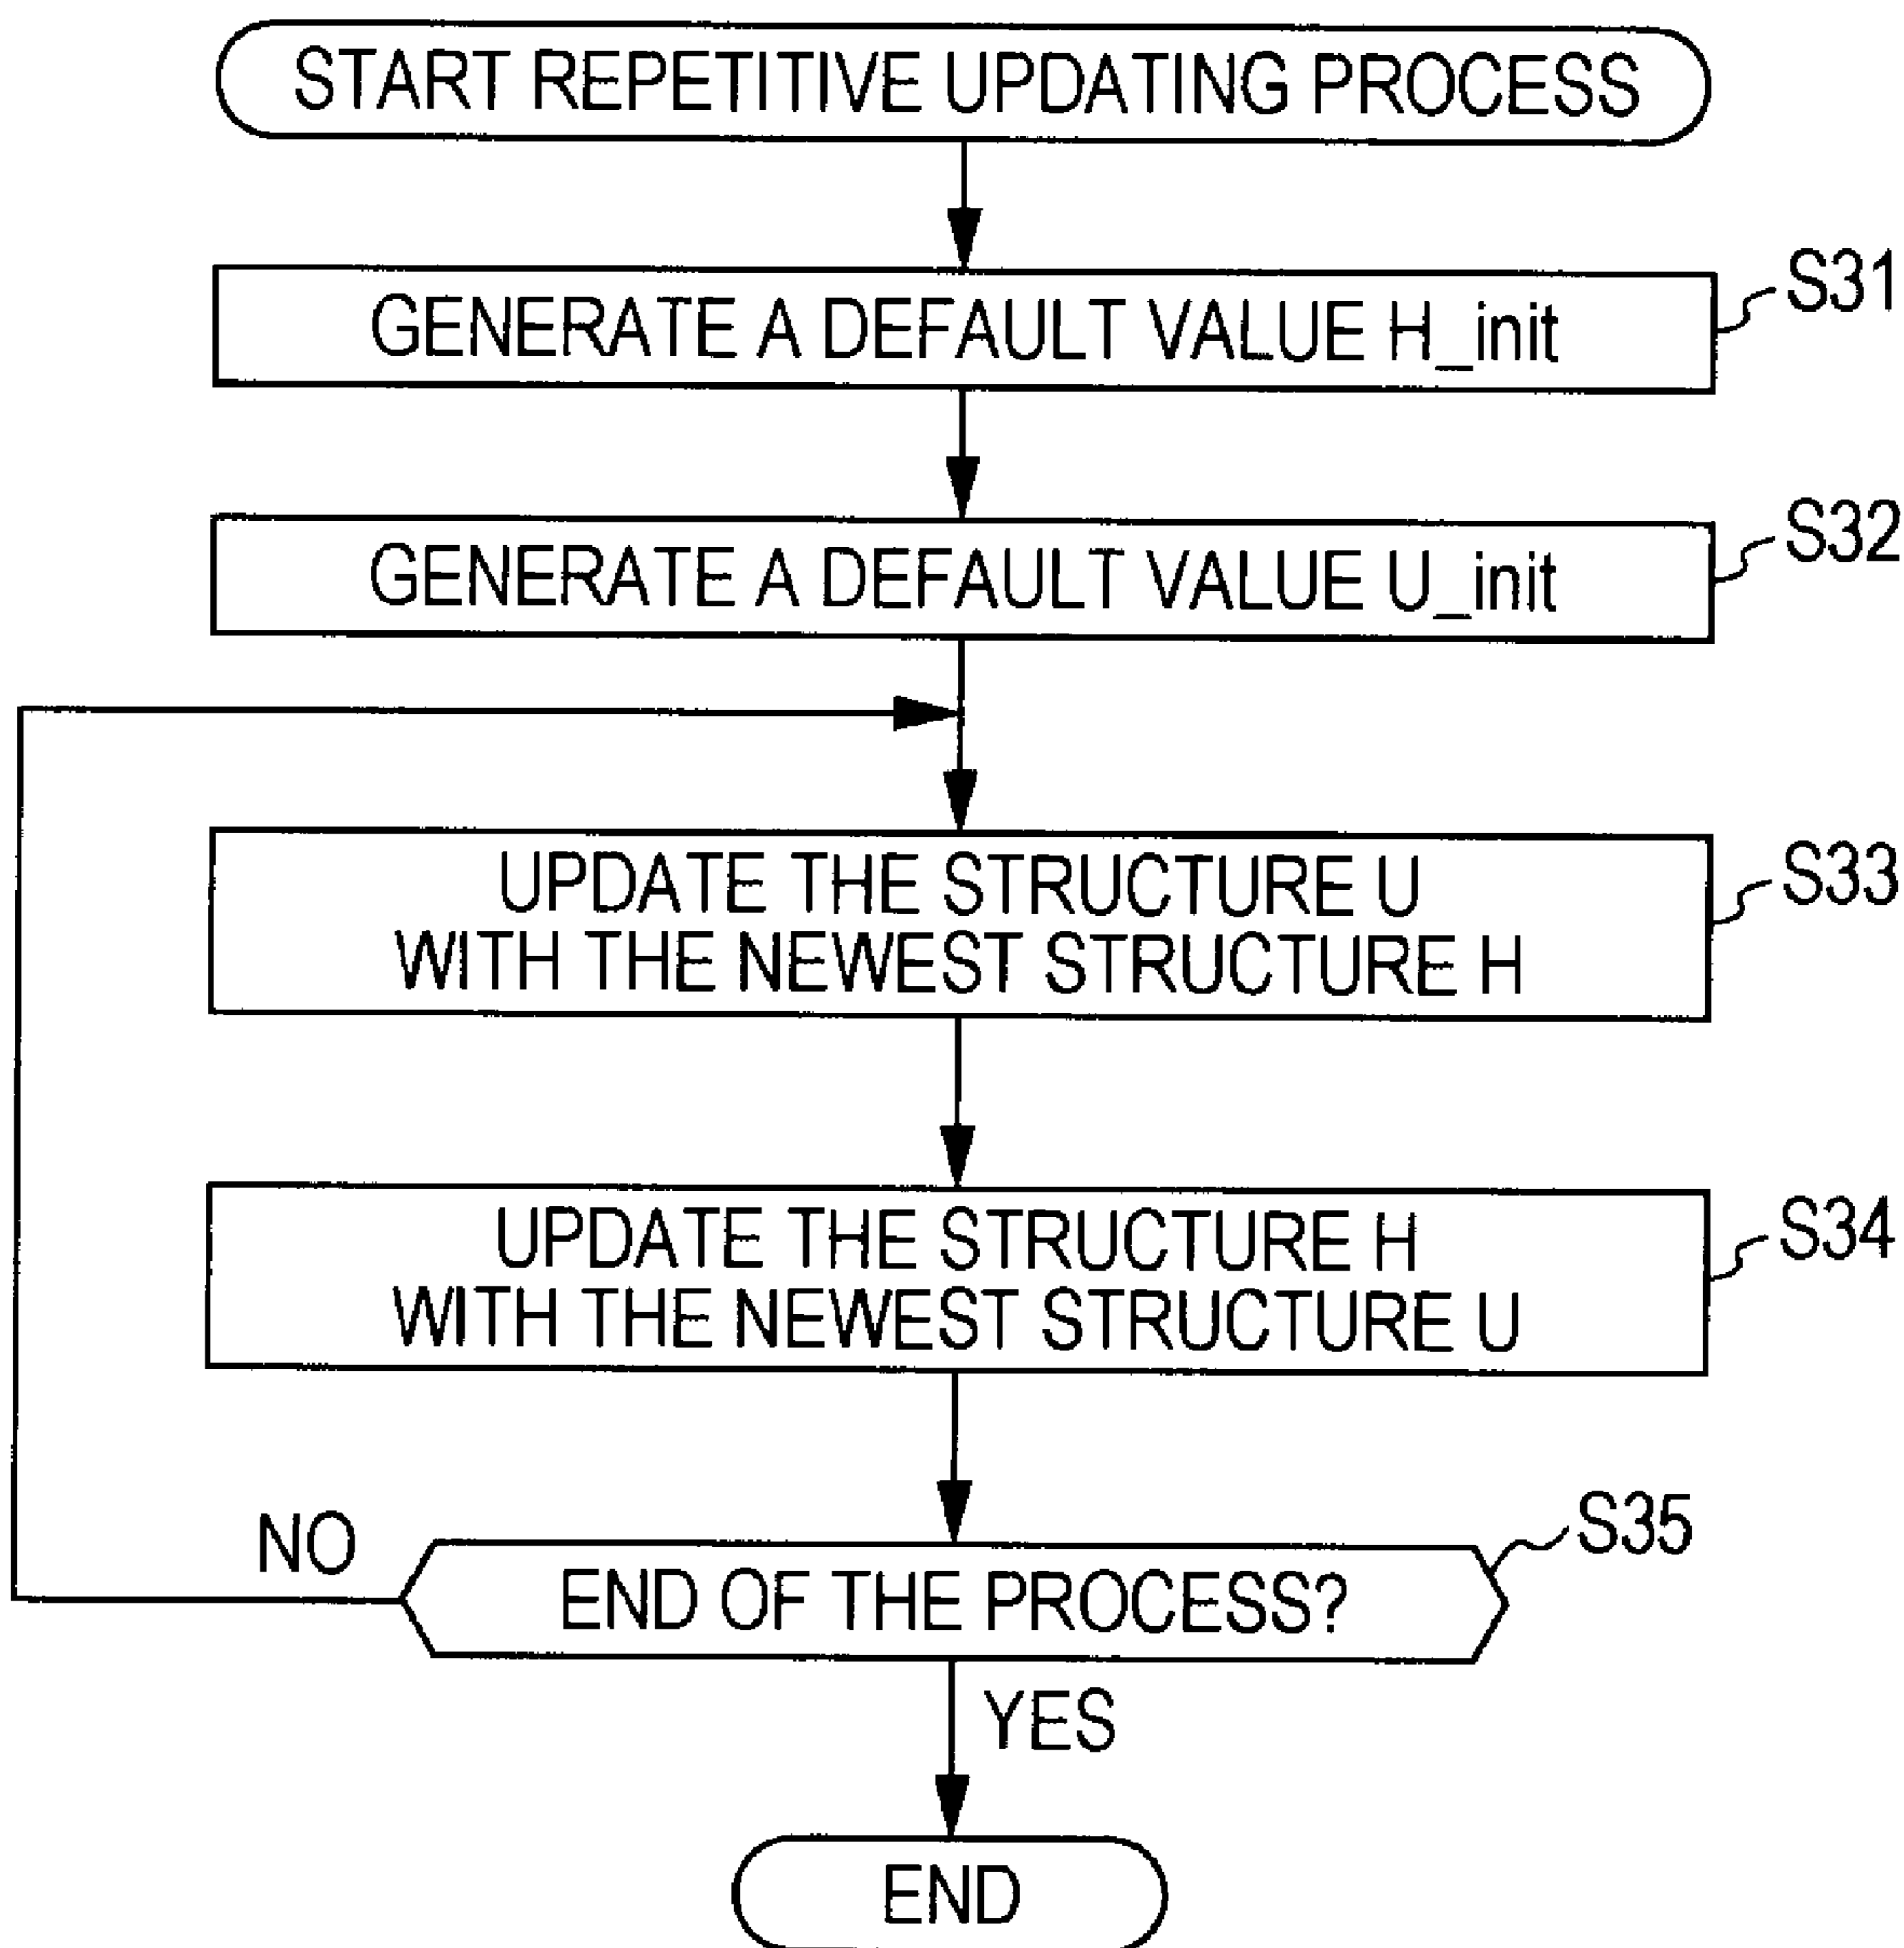 START REPETITIVE UPDATING PROCESS
S31
GENERATE A DEFAULT VALUE H_init
S32
GENERATE A DEFAULT VALUE U_init
S33
UPDATE THE STRUCTURE U
WITH THE NEWEST STRUCTURE H
S34
UPDATE THE STRUCTURE H
WITH THE NEWEST STRUCTURE U
S35
NO
END OF THE PROCESS?
YES
END